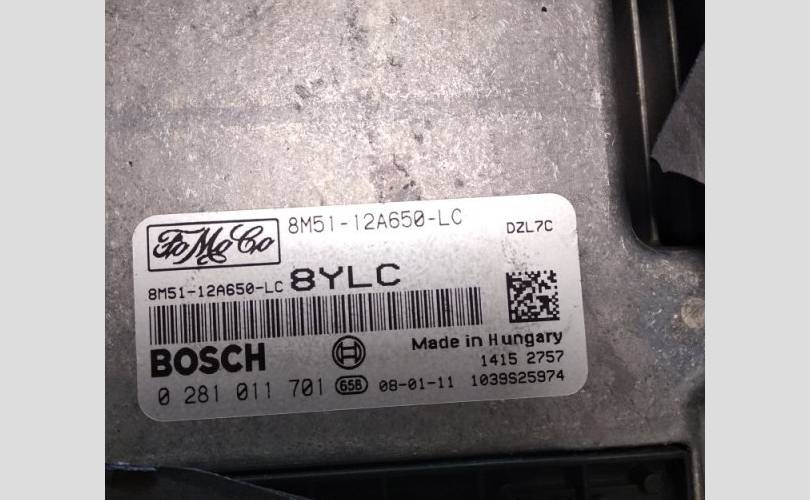 FoMoCo
8M51-12A650-LC
DZL7C
8M51-12A650-LC 8YLC
Made in Hungary
BOSCH
1415 2757
0 281 011 701 658 08-01-11 1039S25974